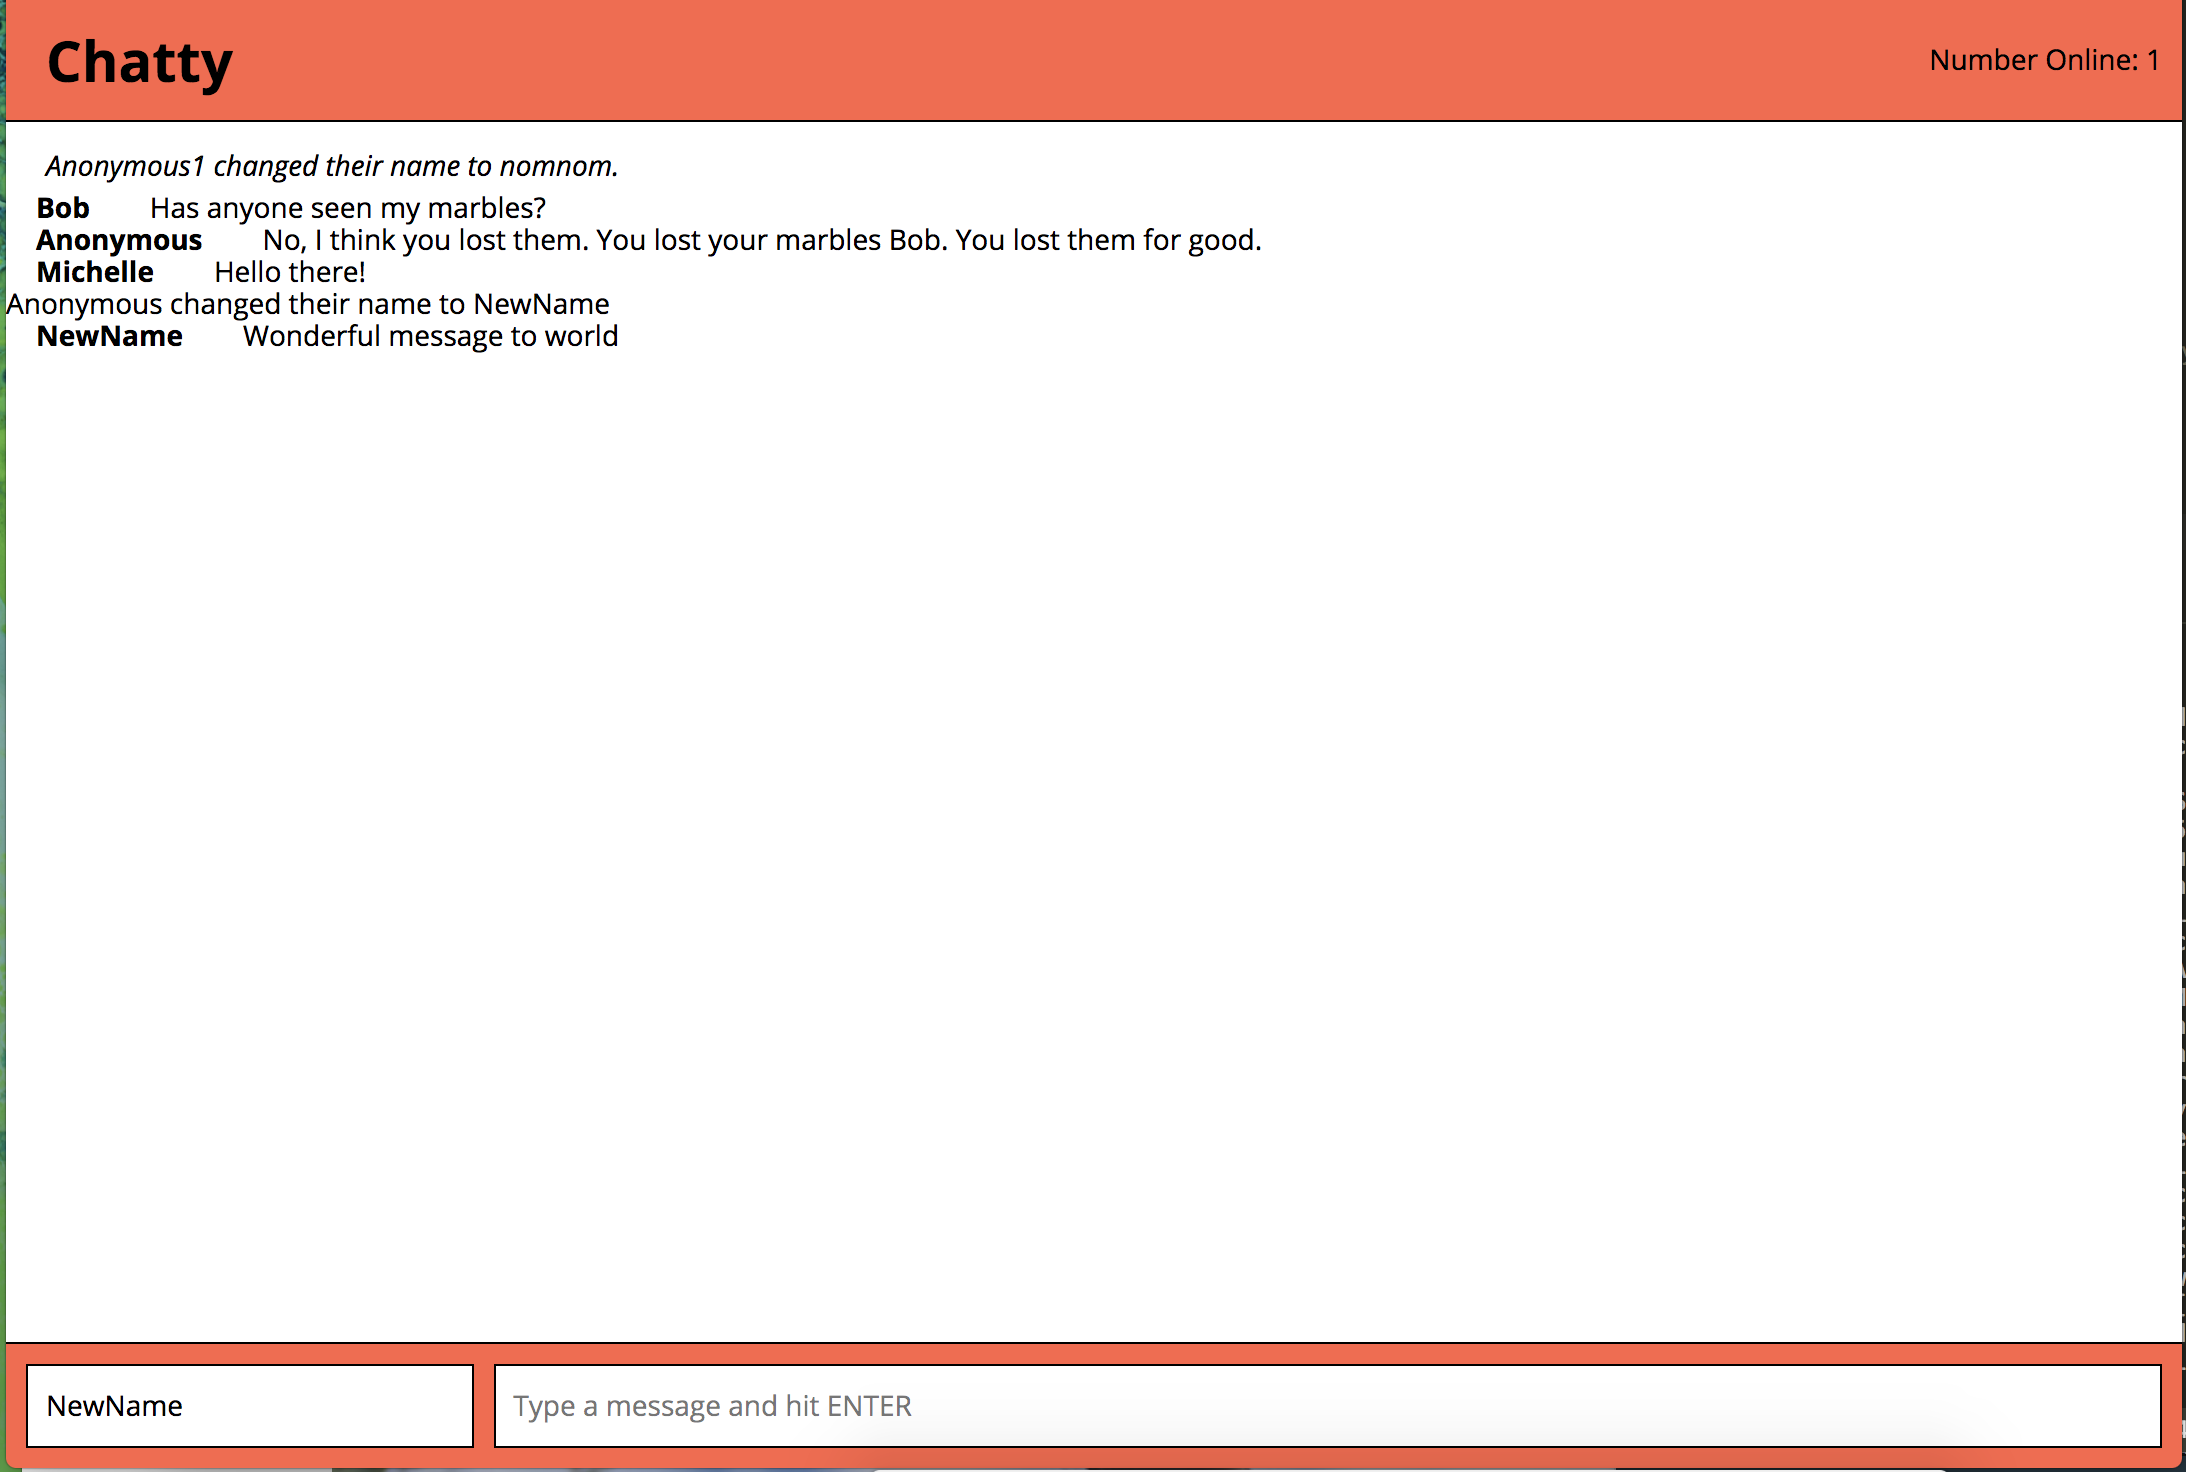 Chatty
Number Online: 1
Anonymous1 changed their name to nomnom.
Bob Has anyone seen my marbles?
Anonymous No, I think you lost them. You lost your marbles Bob. You lost them for good.
Michelle Hello there!
Anonymous changed their name to NewName
NewName Wonderful message to world
NewName
Type a message and hit ENTER